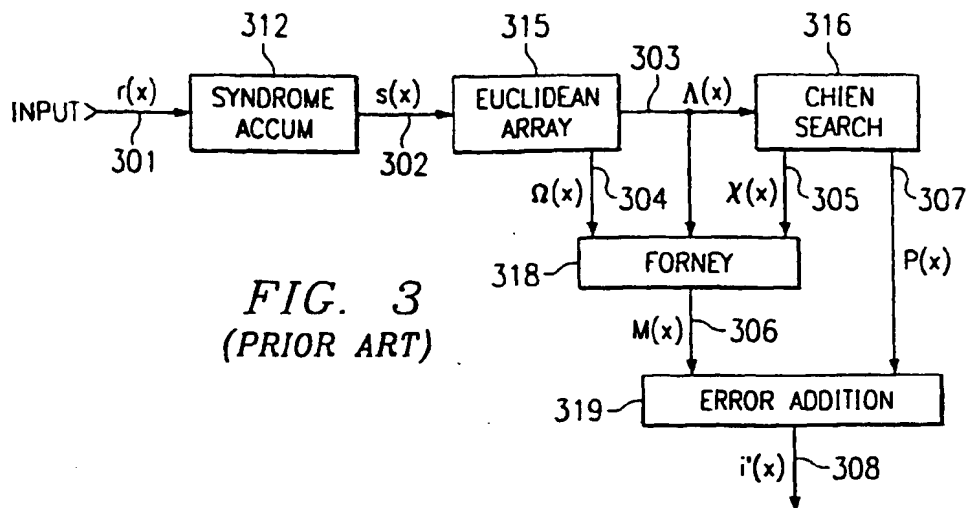 312
315
316
303
INPUT
r(x)
SYNDROME
ACCUM
s(x)
EUCLIDEAN
ARRAY
Λ(x)
CHIEN
SEARCH
301
302
Ω(x)
304
χ(x)
305
307
318
FORNEY
P(x)
FIG. 3
(PRIOR ART)
M(x)
306
319
ERROR ADDITION
i'(x)
308